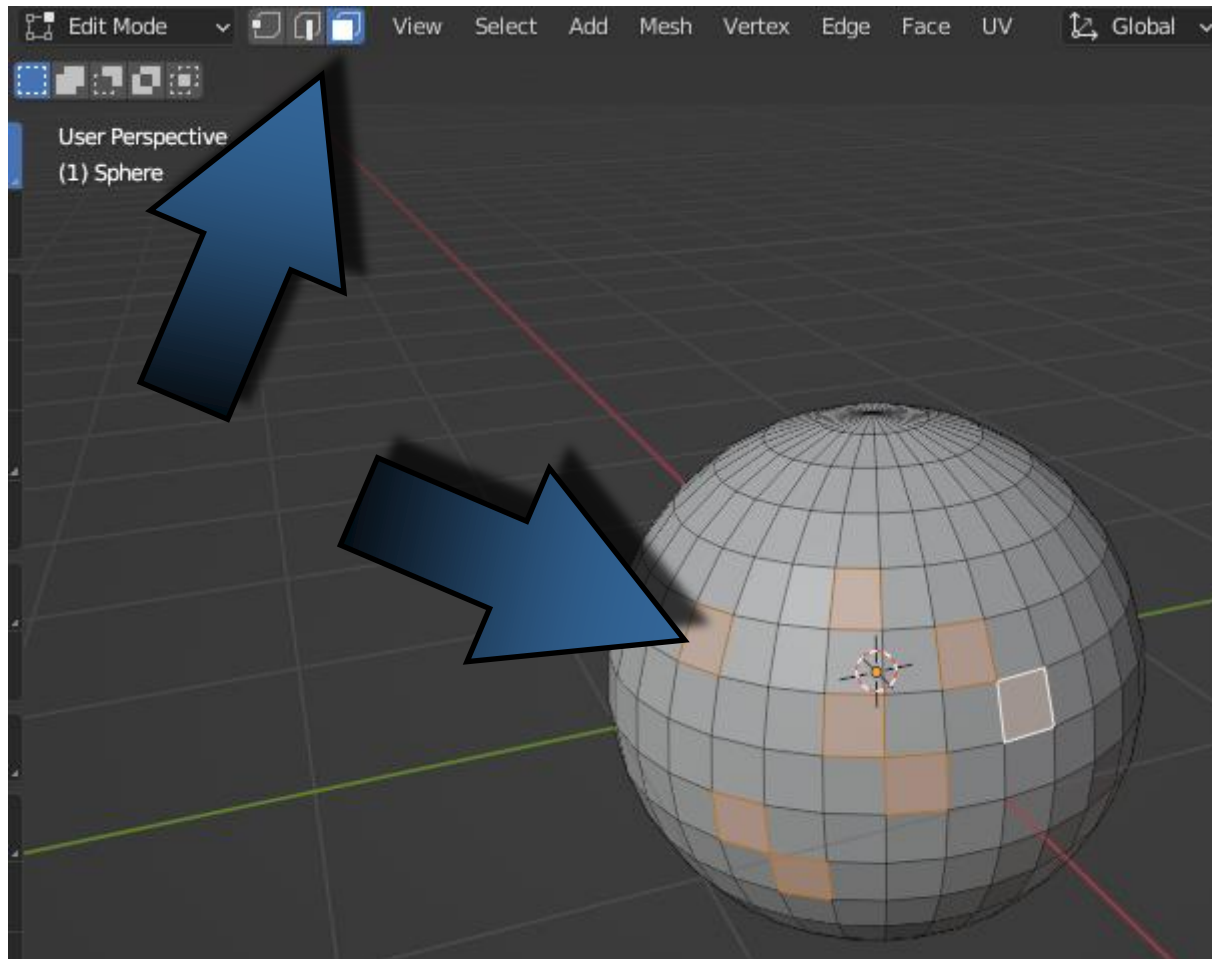 Edit Mode View Select Add Mesh Vertex Edge Face UV Global
User Perspective
(1) Sphere